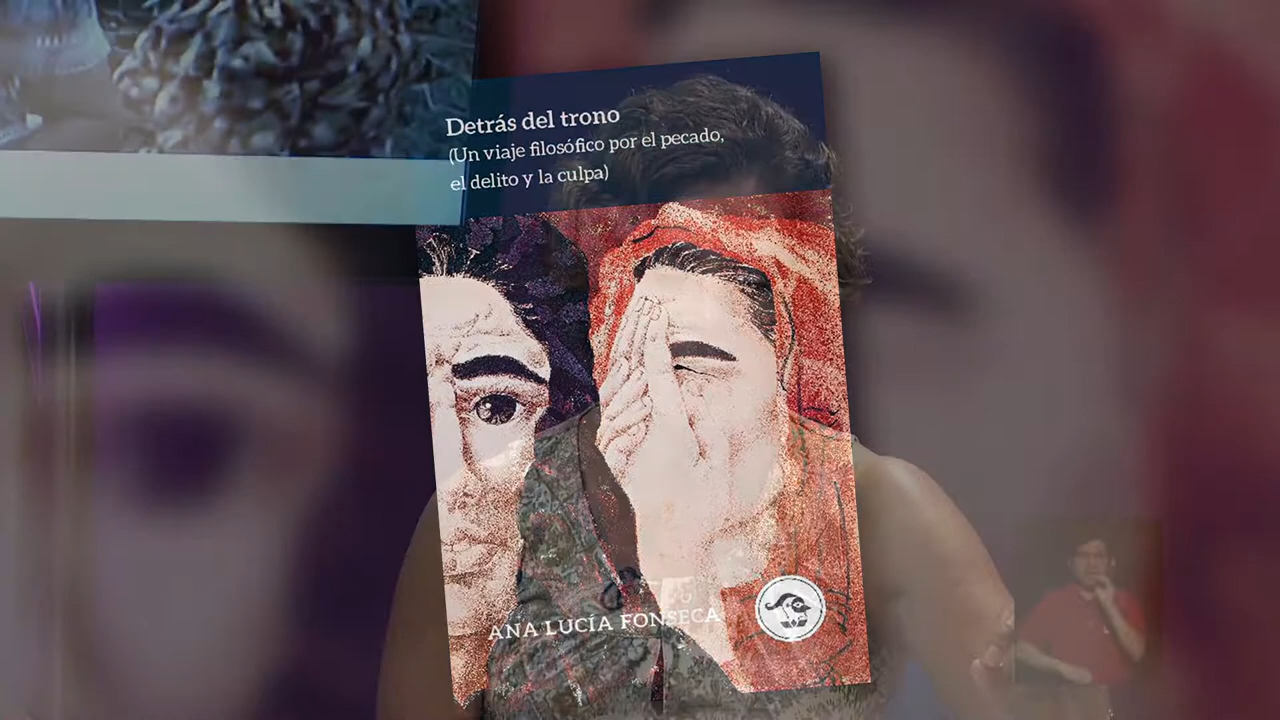 Detrás del trono
(Un viaje filosófico por el pecado,
el delito y la culpa)
ANA LUCÍA FONSECA